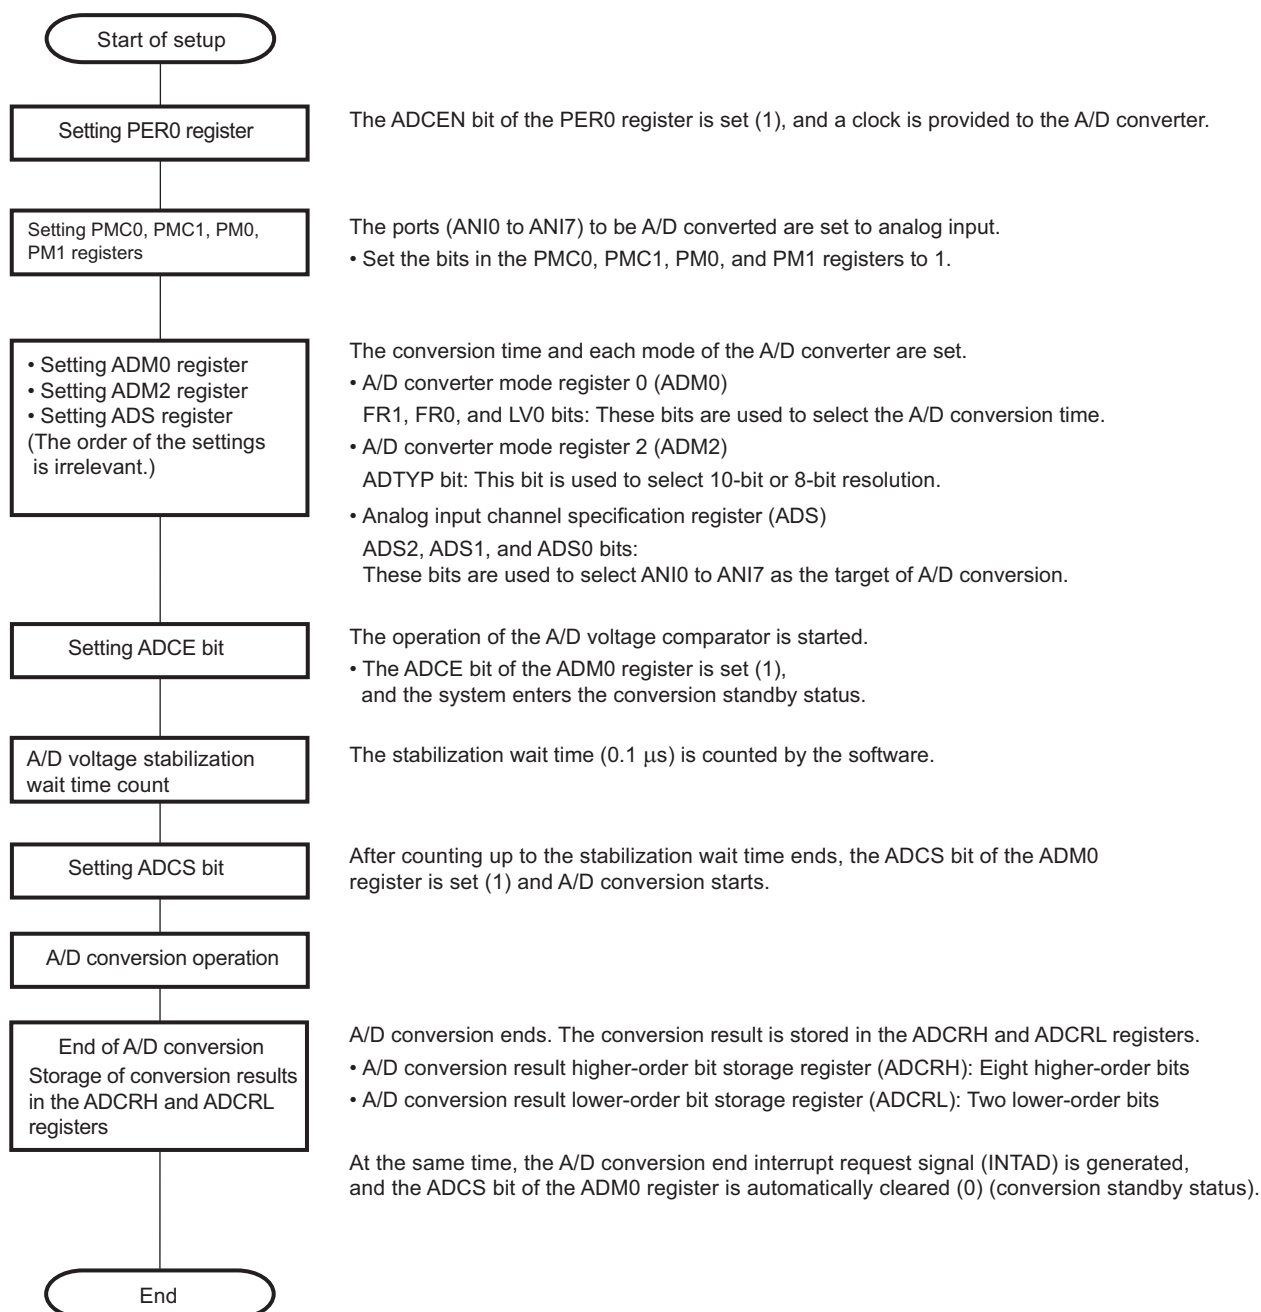 Start of setup
Setting PER0 register
The ADCEN bit of the PER0 register is set (1), and a clock is provided to the A/D converter.
Setting PMC0, PMC1, PM0,
PM1 registers
The ports (ANI0 to ANI7) to be A/D converted are set to analog input.
• Set the bits in the PMC0, PMC1, PM0, and PM1 registers to 1.
• Setting ADM0 register
• Setting ADM2 register
• Setting ADS register
(The order of the settings
is irrelevant.)
The conversion time and each mode of the A/D converter are set.
• A/D converter mode register 0 (ADM0)
FR1, FR0, and LV0 bits: These bits are used to select the A/D conversion time.
• A/D converter mode register 2 (ADM2)
ADTYP bit: This bit is used to select 10-bit or 8-bit resolution.
• Analog input channel specification register (ADS)
ADS2, ADS1, and ADS0 bits:
These bits are used to select ANI0 to ANI7 as the target of A/D conversion.
Setting ADCE bit
The operation of the A/D voltage comparator is started.
• The ADCE bit of the ADM0 register is set (1),
and the system enters the conversion standby status.
A/D voltage stabilization
wait time count
The stabilization wait time (0.1 μs) is counted by the software.
Setting ADCS bit
After counting up to the stabilization wait time ends, the ADCS bit of the ADM0
register is set (1) and A/D conversion starts.
A/D conversion operation
End of A/D conversion
Storage of conversion results
in the ADCRH and ADCRL
registers
A/D conversion ends. The conversion result is stored in the ADCRH and ADCRL registers.
• A/D conversion result higher-order bit storage register (ADCRH): Eight higher-order bits
• A/D conversion result lower-order bit storage register (ADCRL): Two lower-order bits
At the same time, the A/D conversion end interrupt request signal (INTAD) is generated,
and the ADCS bit of the ADM0 register is automatically cleared (0) (conversion standby status).
End